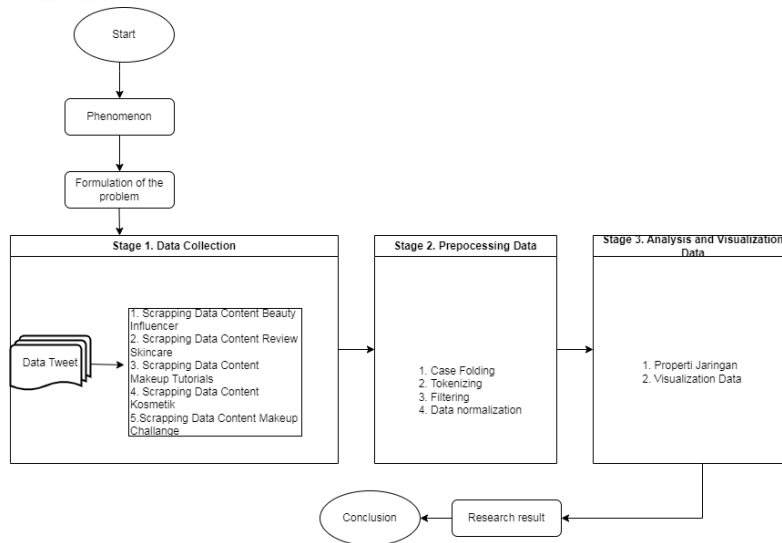 Start
Phenomenon
Formulation of the
problem
Stage 1. Data Collection
Data Tweet
1. Scrapping Data Content Beauty
Influencer
2. Scrapping Data Content Review
Skincare
3. Scrapping Data Content
Makeup Tutorials
4. Scrapping Data Content
Kosmetik
5.Scrapping Data Content Makeup
Challange
Stage 2. Prepocessing Data
1. Case Folding
2. Tokenizing
3. Filtering
4. Data normalization
Stage 3. Analysis and Visualization
Data
1. Properti Jaringan
2. Visualization Data
Conclusion
Research result